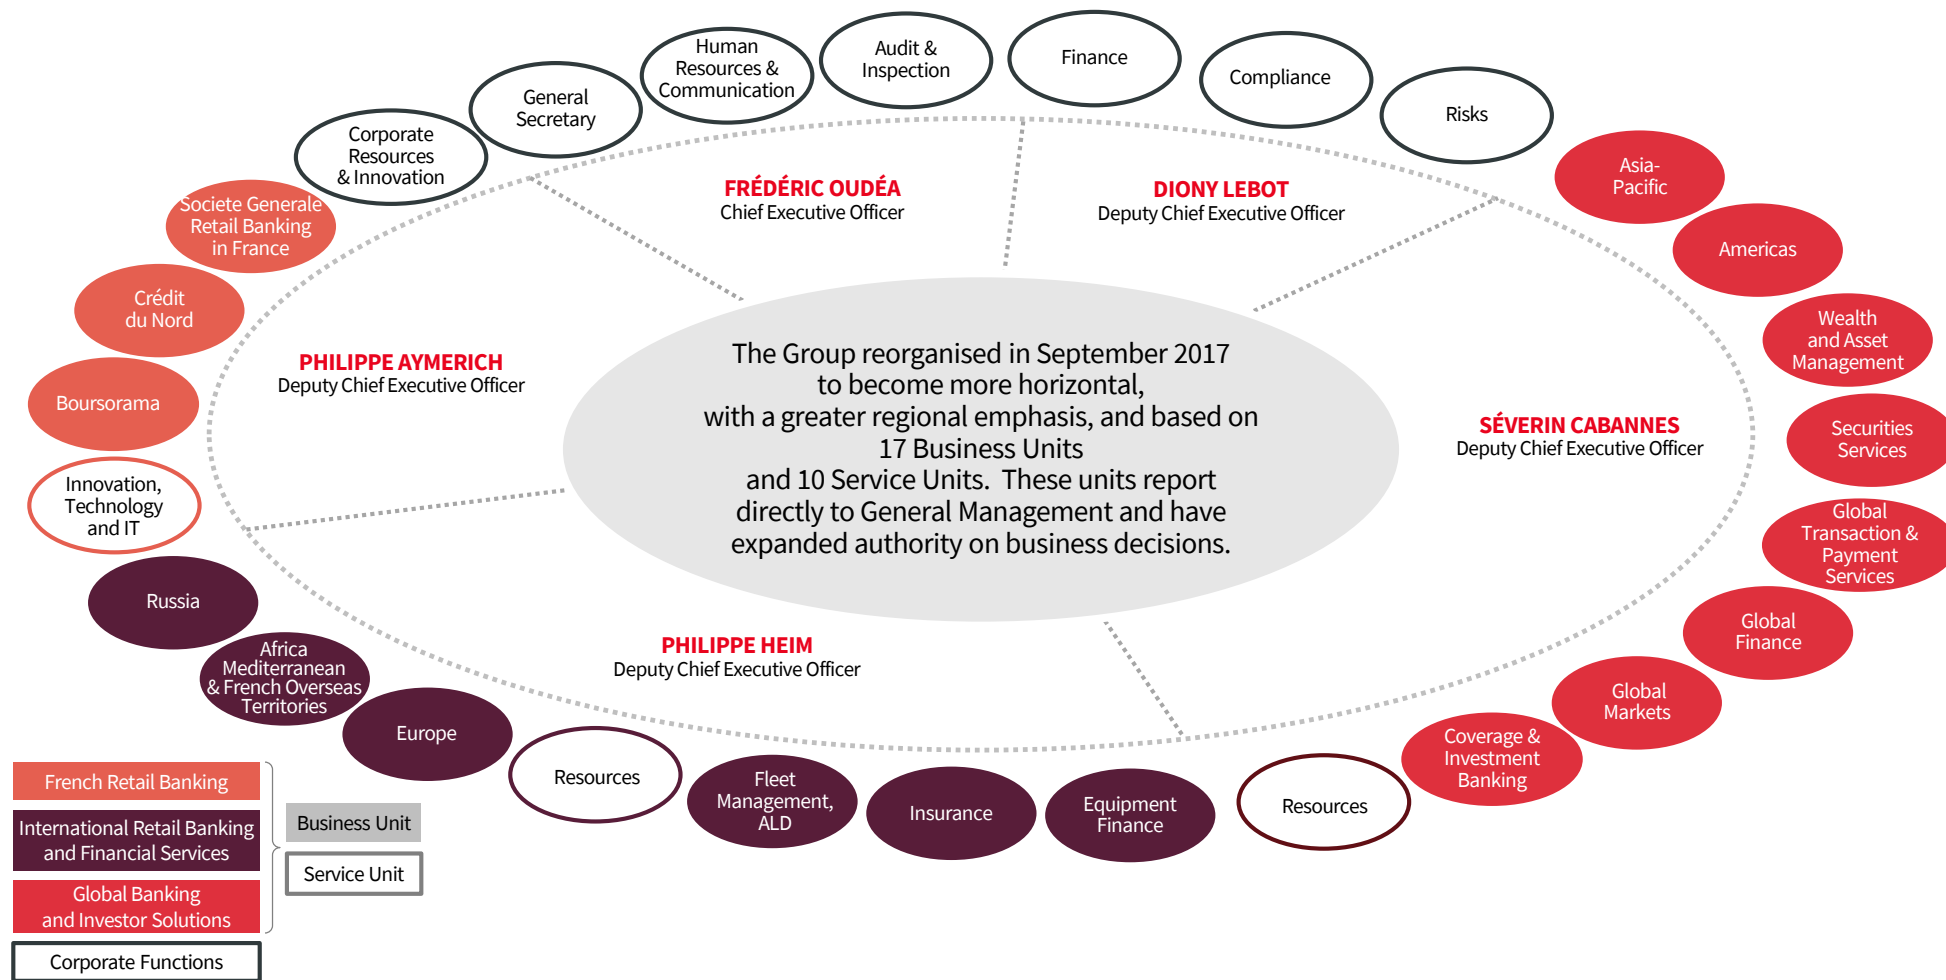 Human
Resources &
Communication
Audit &
Inspection
Finance
Compliance
Risks
General
Secretary
Corporate
Resources
& Innovation
Societe Generale
Retail Banking
in France
Crédit
du Nord
Boursorama
Innovation,
Technology
and IT
Russia
Africa
Mediterranean
& French Overseas
Territories
Europe
Resources
Fleet
Management,
ALD
Insurance
Equipment
Finance
Resources
Coverage &
Investment
Banking
Global
Markets
Global
Finance
Global
Transaction &
Payment
Services
Securities
Services
Wealth
and Asset
Management
Americas
Asia-
Pacific
FRÉDÉRIC OUDÉA
Chief Executive Officer
DIONY LEBOT
Deputy Chief Executive Officer
PHILIPPE AYMERICH
Deputy Chief Executive Officer
SÉVERIN CABANNES
Deputy Chief Executive Officer
PHILIPPE HEIM
Deputy Chief Executive Officer
The Group reorganised in September 2017
to become more horizontal,
with a greater regional emphasis, and based on
17 Business Units
and 10 Service Units. These units report
directly to General Management and have
expanded authority on business decisions.
French Retail Banking
International Retail Banking
and Financial Services
Global Banking
and Investor Solutions
Corporate Functions
Business Unit
Service Unit